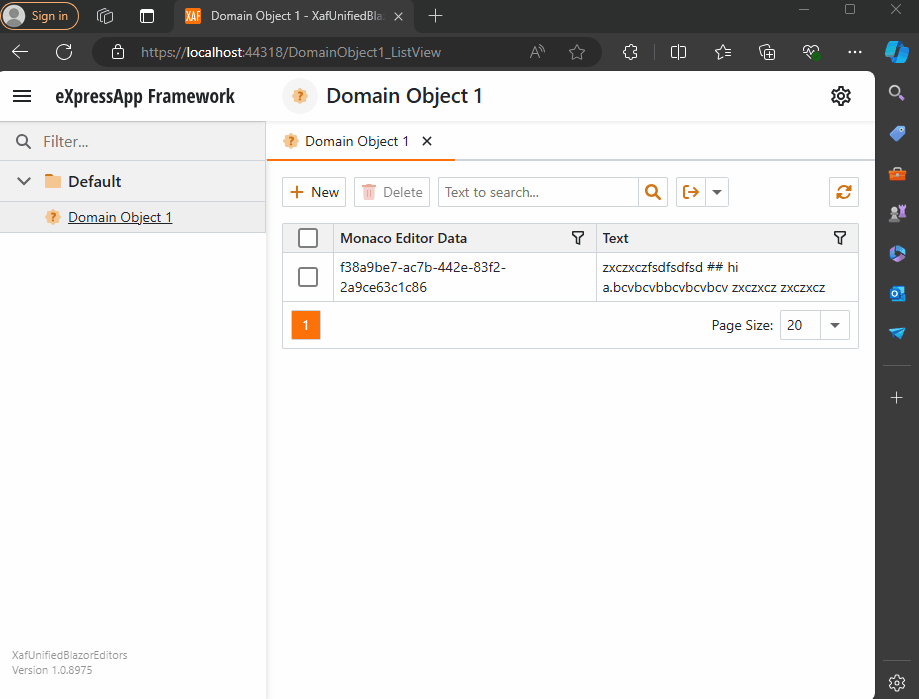 Sign in
Domain Object 1 - XafUnifiedBlaz
https://localhost:44318/DomainObject1_ListView
eXpressApp Framework
Domain Object 1
Filter...
Domain Object 1
Default
Domain Object 1
New
Delete
Text to search...
Monaco Editor Data
Text
f38a9be7-ac7b-442e-83f2-
2a9ce63c1c86
zxczxczfsdfsdfsd ## hi
a.bcvbcvbbcvbcvbcv zxczxcz zxczxcz
1
Page Size:
20
XafUnifiedBlazorEditors
Version 1.0.8975